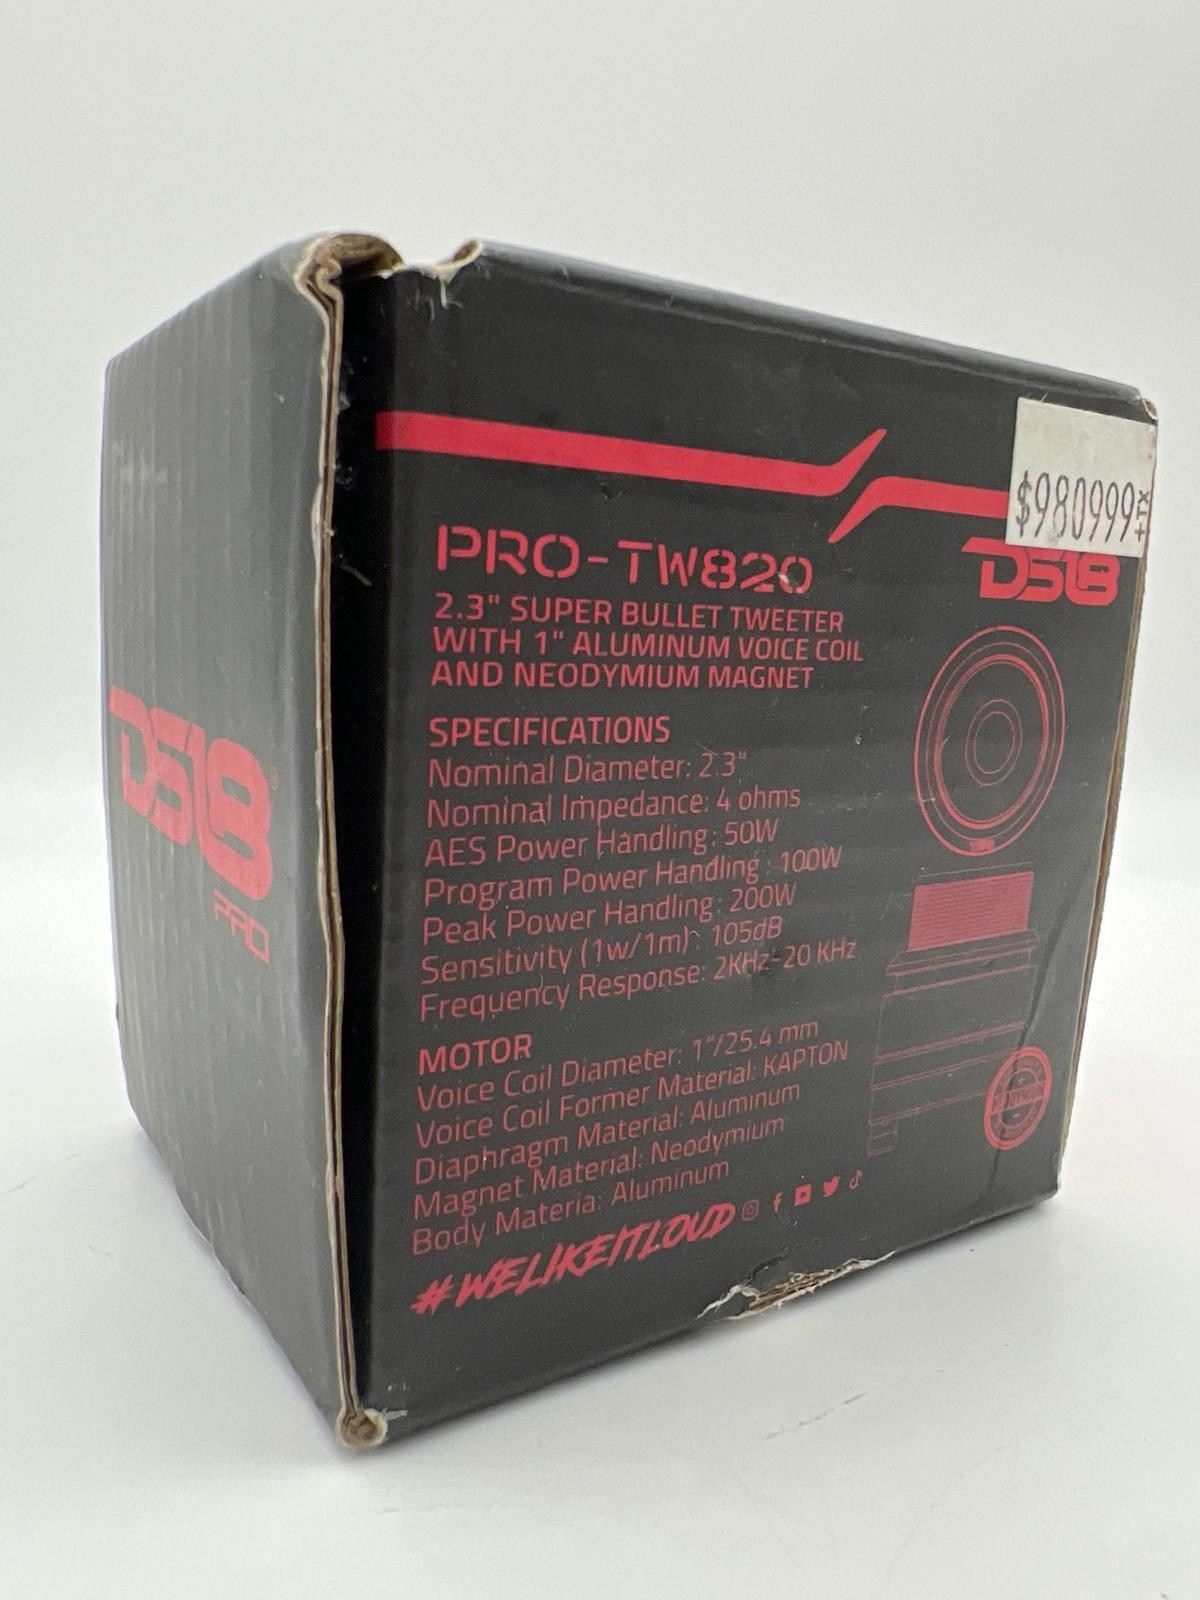 $980999
+TX
DS18
PRO-TW820
2.3" SUPER BULLET TWEETER
WITH 1" ALUMINUM VOICE COIL
AND NEODYMIUM MAGNET
SPECIFICATIONS
Nominal Diameter: 2.3"
Nominal Impedance: 4 ohms
AES Power Handling: 50W
Program Power Handling : 100W
Peak Power Handling: 200W
Sensitivity (1w/1m) : 105dB
Frequency Response: 2KHz-20 KHz
MOTOR
Voice Coil Diameter: 1"/25.4 mm
Voice Coil Former Material: KAPTON
Diaphragm Material: Aluminum
Magnet Material: Neodymium
Body Materia: Aluminum
#WELIKEITLOUD
DS18®
PRO